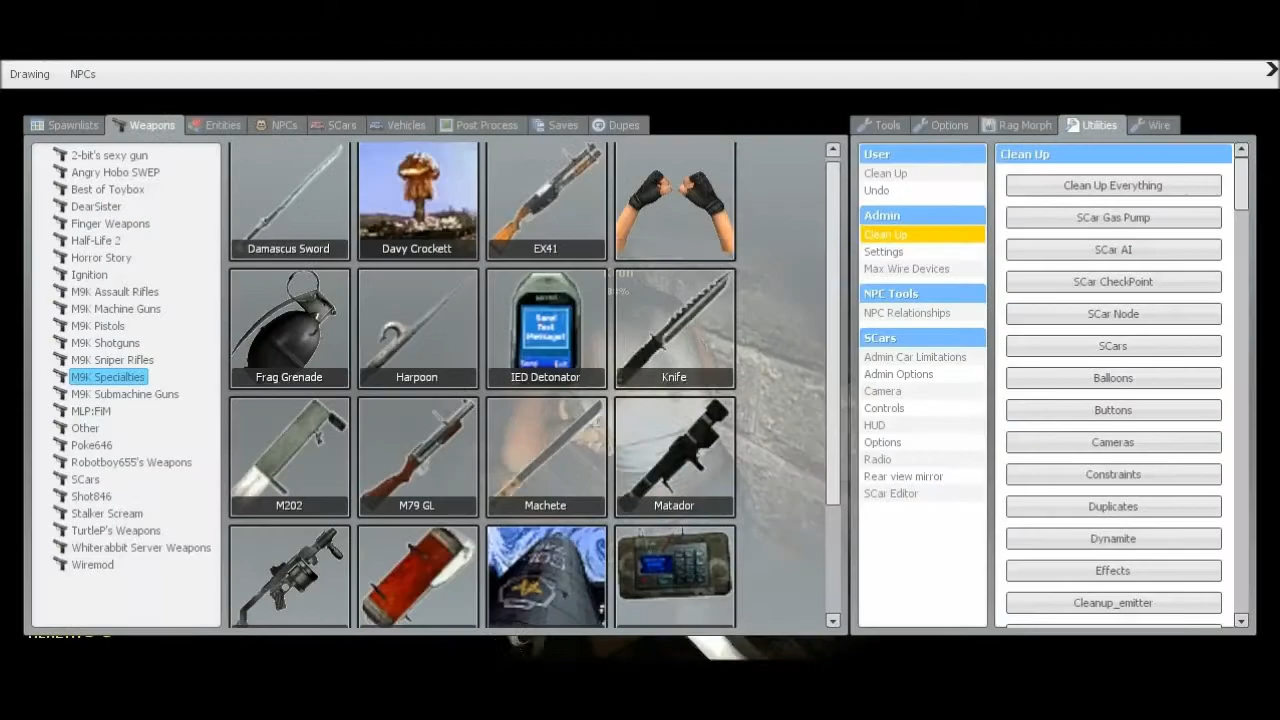 Drawing NPCs
Spawnlists Weapons Entities NPCs SCars Vehicles Post Process Saves Dupes
Tools Options Rag Morph Utilities Wire
2-bit's sexy gun
Angry Hobo SWEP
Best of Toybox
DearSister
Finger Weapons
Half-Life 2
Horror Story
Ignition
M9K Assault Rifles
M9K Machine Guns
M9K Pistols
M9K Shotguns
M9K Sniper Rifles
M9K Specialties
M9K Submachine Guns
MLP:FiM
Other
Poke646
Robotboy655's Weapons
SCars
Shot846
Stalker Scream
TurtleP's Weapons
Whiterabbit Server Weapons
Wiremod
Damascus Sword
Davy Crockett
EX41
Frag Grenade
Harpoon
Send
Text
Message!
Send Exit
IED Detonator
Knife
M202
M79 GL
Machete
Matador
User
Clean Up
Undo
Admin
Clean Up
Settings
Max Wire Devices
NPC Tools
NPC Relationships
SCars
Admin Car Limitations
Admin Options
Camera
Controls
HUD
Options
Radio
Rear view mirror
SCar Editor
Clean Up
Clean Up Everything
SCar Gas Pump
SCar AI
SCar CheckPoint
SCar Node
SCars
Balloons
Buttons
Cameras
Constraints
Duplicates
Dynamite
Effects
Cleanup_emitter